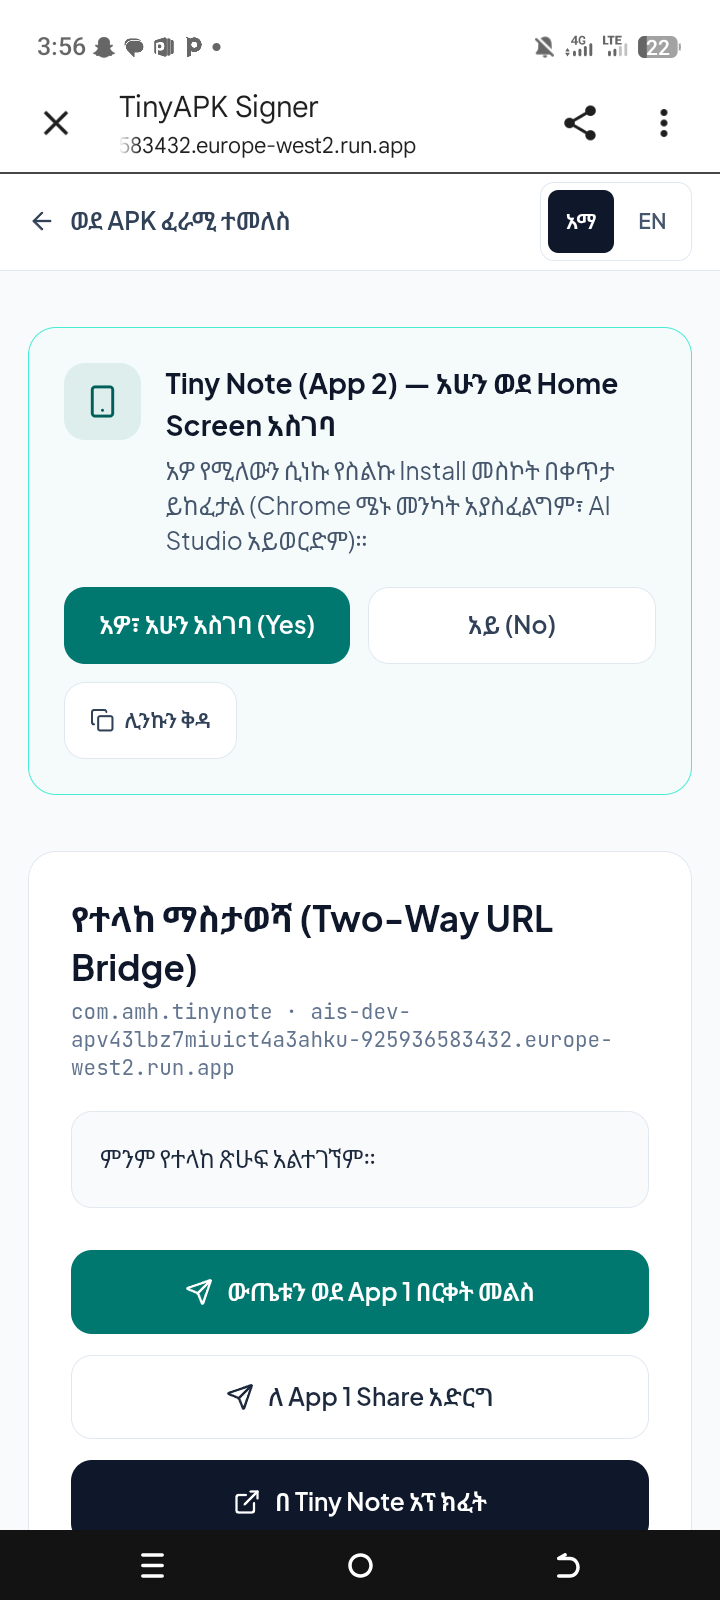 3:56
4G
LTE
22
TinyAPK Signer
583432.europe-west2.run.app
ወደ APK ፈራሚ ተመለስ
አማ
EN
Tiny Note (App 2) — አሁን ወደ Home
Screen አስገባ
አዎ የሚለውን ሲነኩ የስልኩ Install መስኮት በቀጥታ
ይከፈታል (Chrome ሜኑ መንካት አያስፈልግም፣ AI
Studio አይወርድም)።
አዎ፣ አሁን አስገባ (Yes)
አይ (No)
ሊንኩን ቅዳ
የተላከ ማስታወሻ (Two-Way URL
Bridge)
com.amh.tinynote · ais-dev-
apv43lbz7miuict4a3ahku-925936583432.europe-
west2.run.app
ምንም የተላከ ጽሁፍ አልተገኘም።
ውጤቱን ወደ App 1 በርቀት መልስ
ለ App 1 Share አድርግ
በ Tiny Note አፕ ክፈት